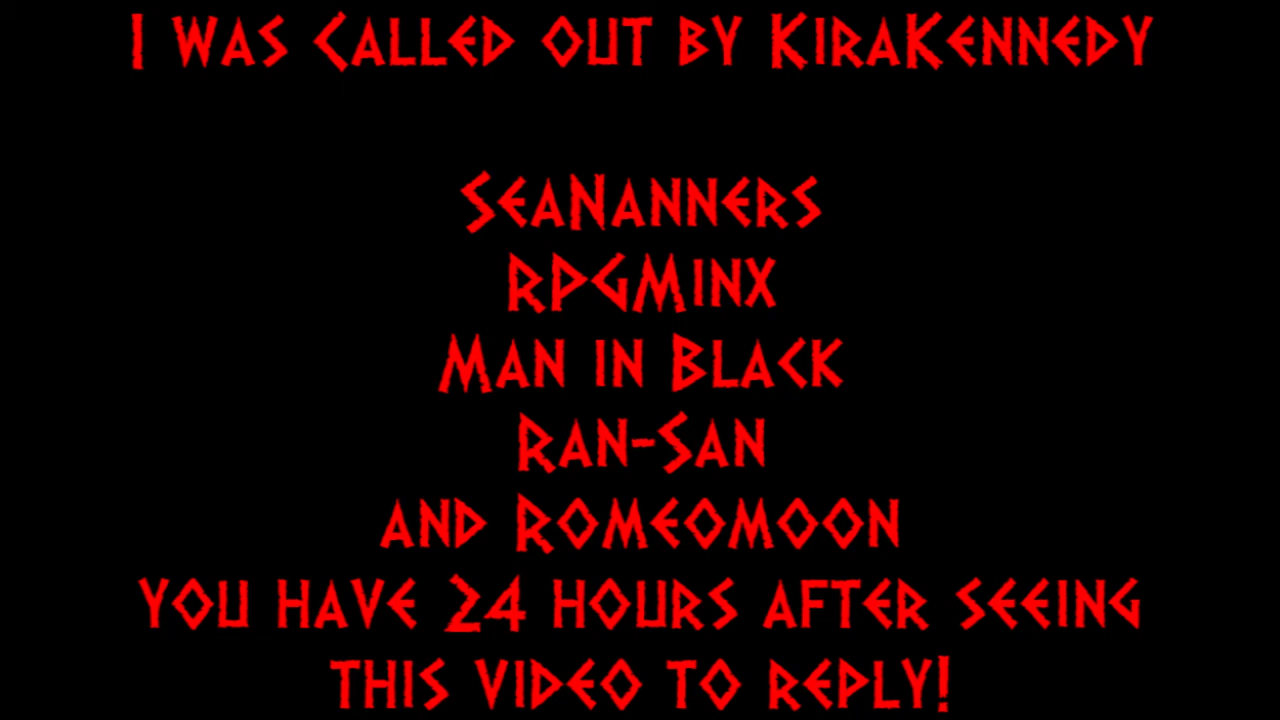 I was Called out by KiraKennedy
SeaNanners
RPGMinx
Man in Black
Ran-San
and Romeomoon
you have 24 hours after seeing
this video to reply!